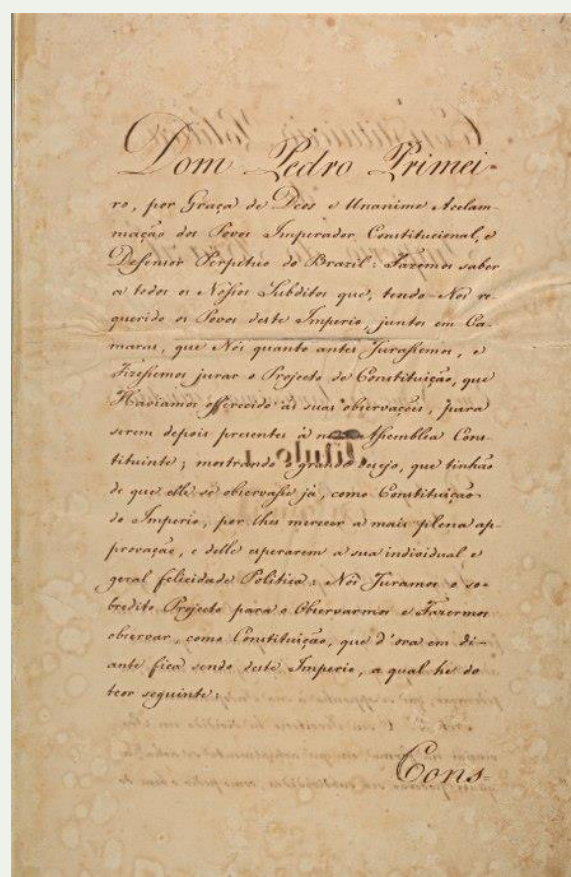 Dom Pedro Primei-
ro, por Graça de Deos e Unanime Acclam-
mação dos Povos Imperador Constitucional, e
Defensor Perpetuo do Brazil: Fazemos saber
a todos os Nossos Subditos que, tendo-Nos re
querido os Povos deste Imperio, juntos em Ca-
maras, que Nós quanto antes Jurassemos, e
Fizessemos jurar o Projecto de Constituição, que
Haviamos offerecido ás suas observações, para
serem depois presentes á nova Assemblea Cons-
tituinte; mostrando o grande desejo, que tinhão
de que elle se observasse já, como Constituição
do Imperio, por lhes merecer a mais plena ap-
provação, e delle esperarem a sua individual e
geral felicidade Politica: Nós Juramos o so-
bredito Projecto para o Observarmos e Fazermos
observar, como Constituição, que d'ora em di-
ante fica sendo deste Imperio, a qual he do
teor seguinte:
Cons-